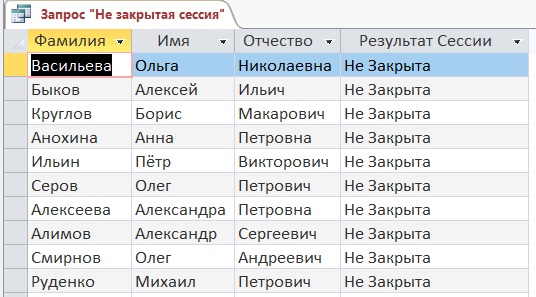 Запрос "Не закрытая сессия"
Фамилия Имя Отчество Результат Сессии
Васильева Ольга Николаевна Не Закрыта
Быков Алексей Ильич Не Закрыта
Круглов Борис Макарович Не Закрыта
Анохина Анна Петровна Не Закрыта
Ильин Пётр Викторович Не Закрыта
Серов Олег Петрович Не Закрыта
Алексеева Александра Петровна Не Закрыта
Алимов Александр Сергеевич Не Закрыта
Смирнов Олег Андреевич Не Закрыта
Руденко Михаил Петрович Не Закрыта